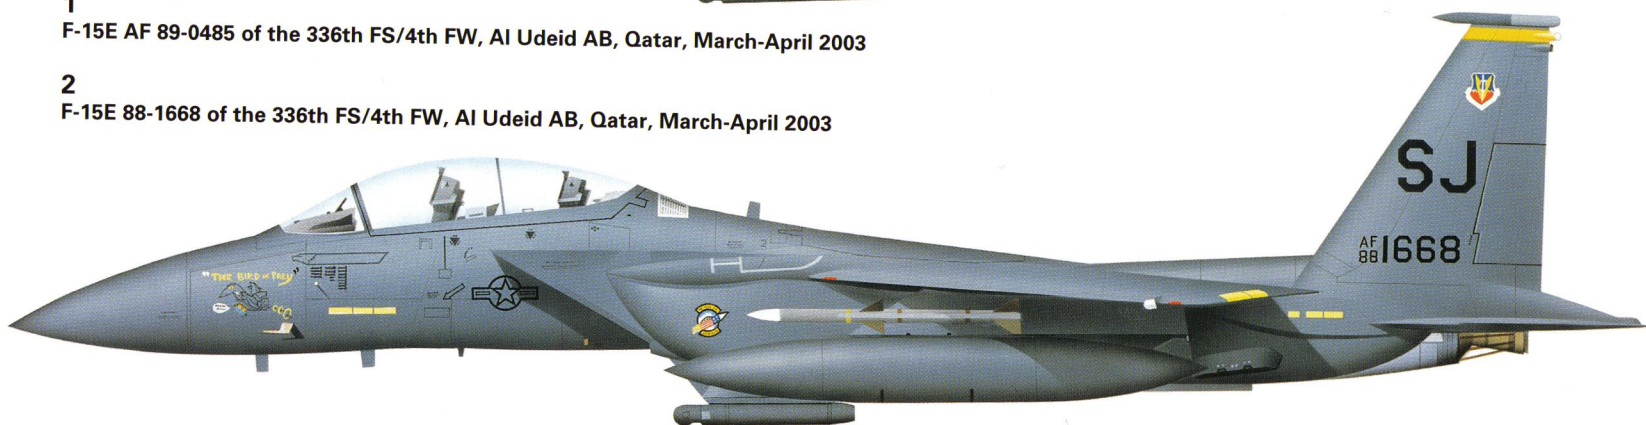 1
F-15E AF 89-0485 of the 336th FS/4th FW, Al Udeid AB, Qatar, March-April 2003
2
F-15E 88-1668 of the 336th FS/4th FW, Al Udeid AB, Qatar, March-April 2003
SJ
AF
88 1668
"THE BIRD of PREY"
2